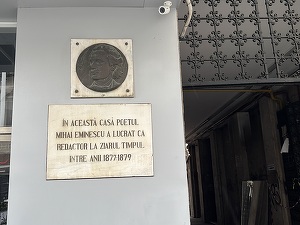 ÎN ACEASTĂ CASĂ POETUL
MIHAI EMINESCU A LUCRAT CA
REDACTOR LA ZIARUL TIMPUL
ÎNTRE ANII 1877-1879